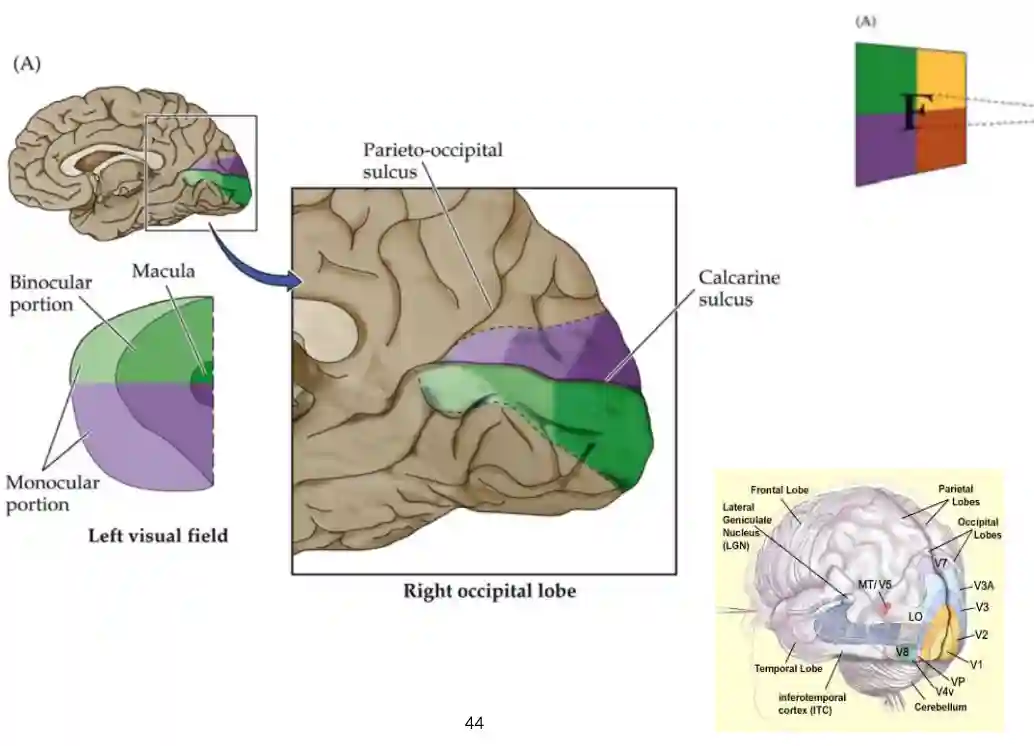 (A)
(A)
F
Parieto-occipital
sulcus
Calcarine
sulcus
Binocular
portion
Macula
Monocular
portion
Left visual field
Right occipital lobe
Frontal Lobe
Lateral
Geniculate
Nucleus
(LGN)
Parietal
Lobes
Occipital
Lobes
V7
MT/V5
V3A
LO
V3
V2
V8
V1
VP
V4v
Temporal Lobe
inferotemporal
cortex (ITC)
Cerebellum
44